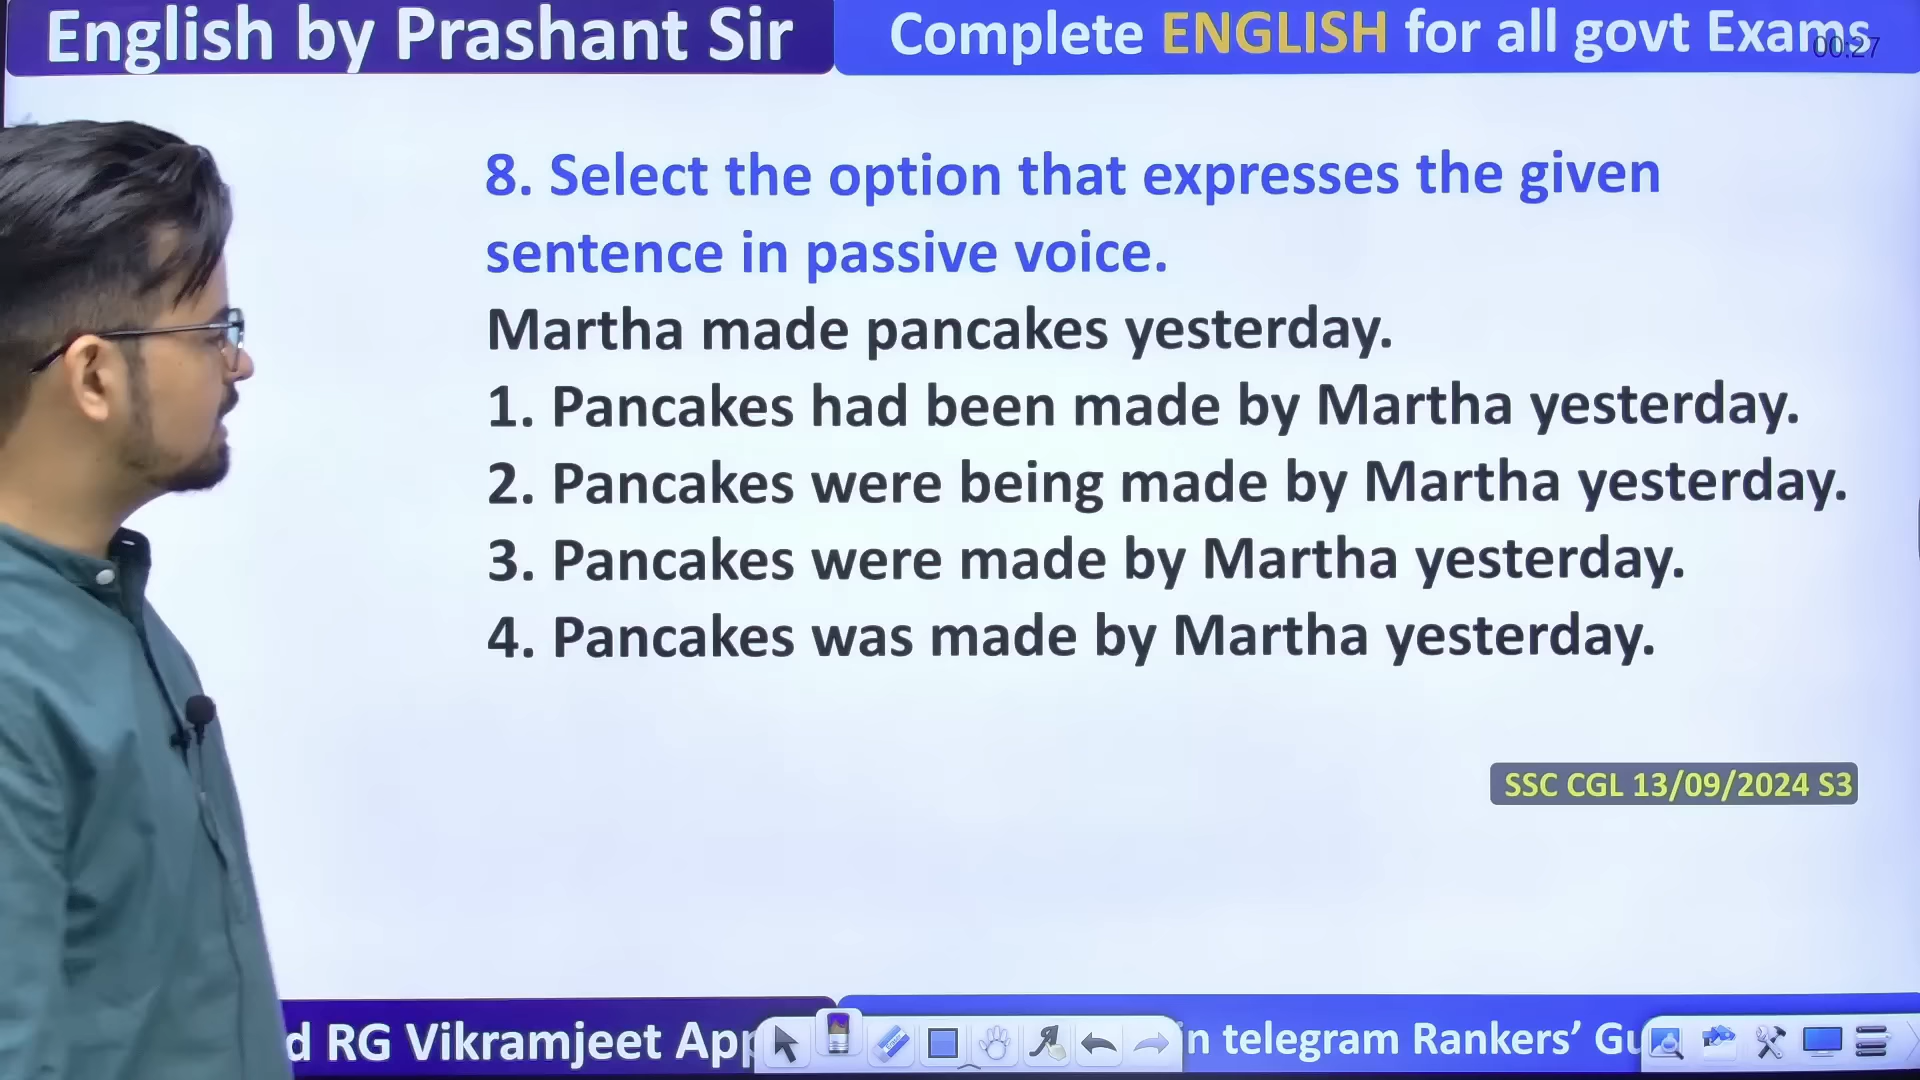 English by Prashant Sir
Complete ENGLISH for all govt Exams
00:27
8. Select the option that expresses the given
sentence in passive voice.
Martha made pancakes yesterday.
1. Pancakes had been made by Martha yesterday.
2. Pancakes were being made by Martha yesterday.
3. Pancakes were made by Martha yesterday.
4. Pancakes was made by Martha yesterday.
SSC CGL 13/09/2024 S3
RG Vikramjeet App
in telegram Rankers’